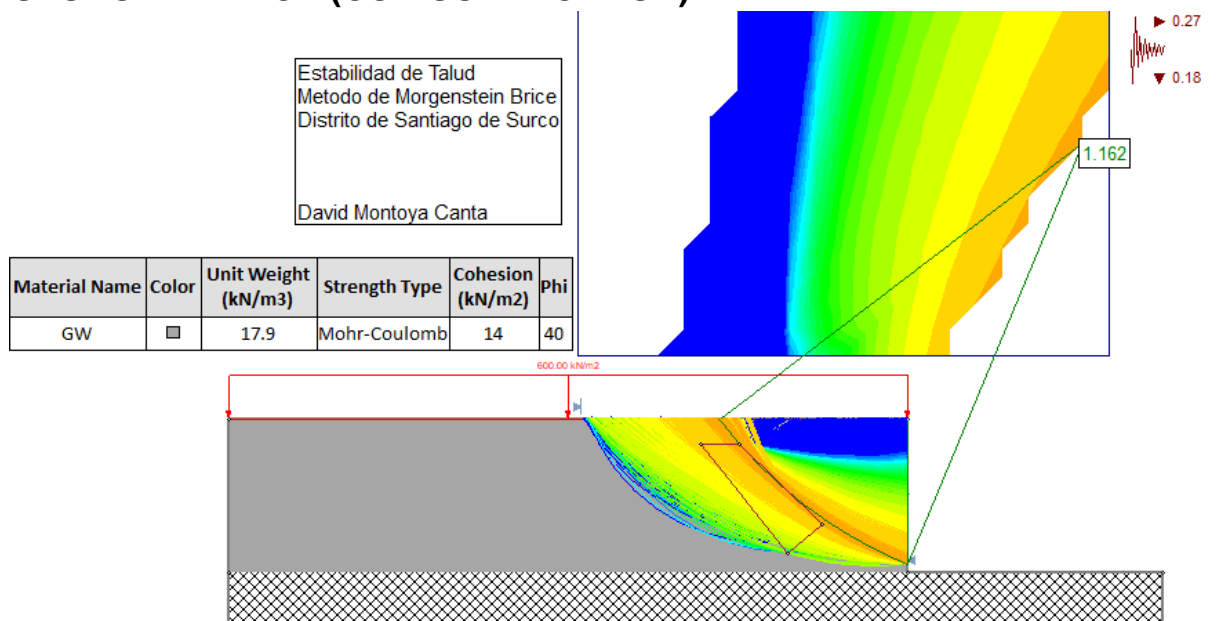 ▶ 0.27
▼ 0.18
Estabilidad de Talud
Metodo de Morgenstein Brice
Distrito de Santiago de Surco
David Montoya Canta
1.162
Material Name Color Unit Weight (kN/m3) Strength Type Cohesion (kN/m2) Phi
GW 17.9 Mohr-Coulomb 14 40
600.00 kN/m2